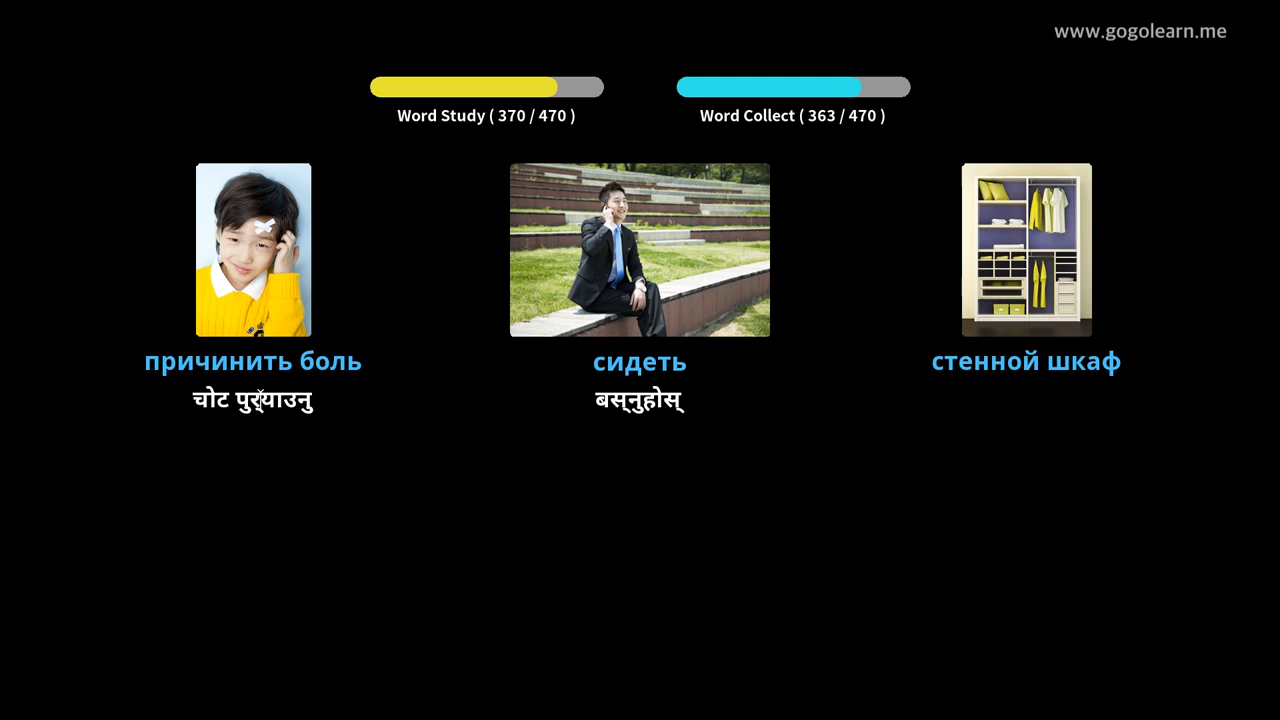 www.gogolearn.me
Word Study ( 370 / 470 )
Word Collect ( 363 / 470 )
причинить боль
сидеть
стенной шкаф
चोट पुर्‍याउनु
बस्नुहोस्